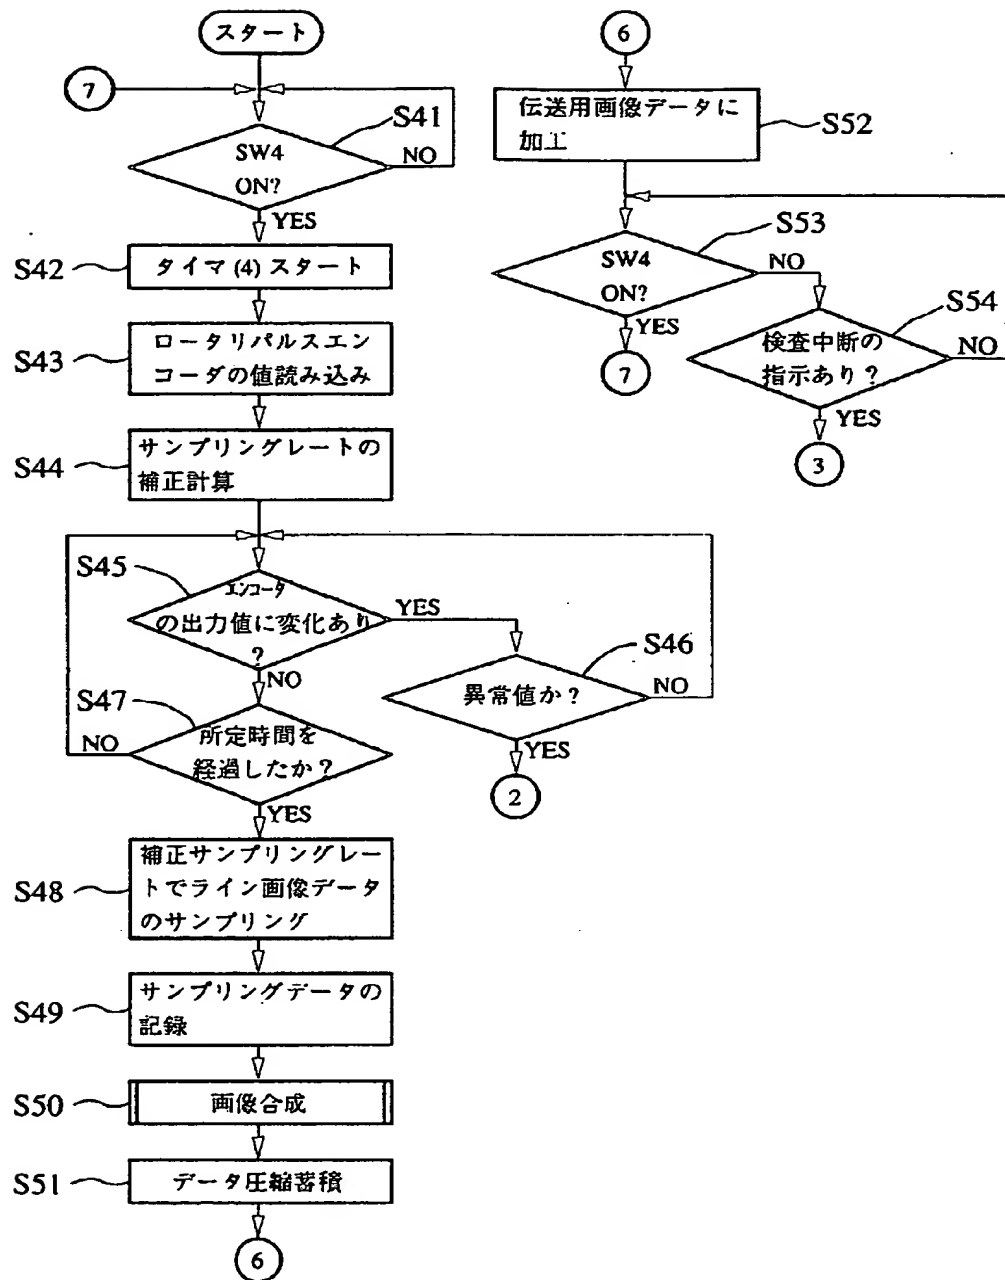 スタート
7
S41
SW4
ON?
NO
YES
S42
タイマ (4) スタート
S43
ロータリパルスエン
コーダの値読み込み
S44
サンプリングレートの
補正計算
S45
エンコータ
の出力値に変化あり
?
YES
NO
S46
異常値か?
NO
YES
2
S47
所定時間を
経過したか?
NO
YES
S48
補正サンプリングレー
トでライン画像データ
のサンプリング
S49
サンプリングデータの
記録
S50
画像合成
S51
データ圧縮蓄積
6
6
伝送用画像データに
加工
S52
S53
SW4
ON?
NO
YES
7
S54
検査中断の
指示あり?
NO
YES
3